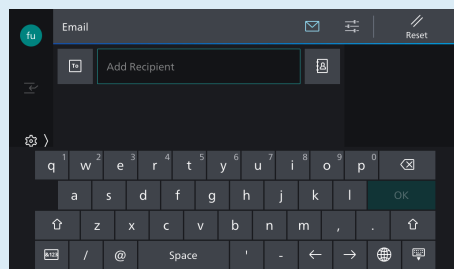 fu
Email
Reset
To
Add Recipient
q 1 w 2 e 3 r 4 t 5 y 6 u 7 i 8 o 9 p 0
a s d f g h j k l OK
z x c v b n m , .
&123 / @ Space ' -